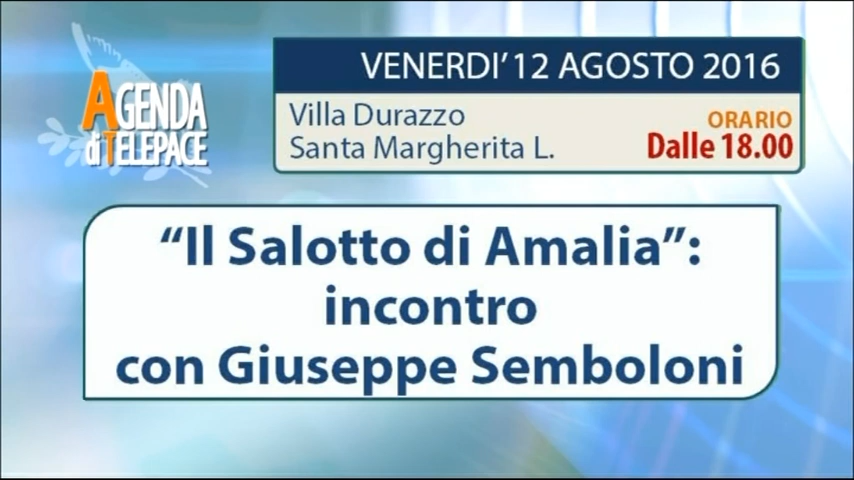 AGENDA
di TELEPACE
VENERDI' 12 AGOSTO 2016
Villa Durazzo
Santa Margherita L.
ORARIO
Dalle 18.00
“Il Salotto di Amalia”:
incontro
con Giuseppe Semboloni